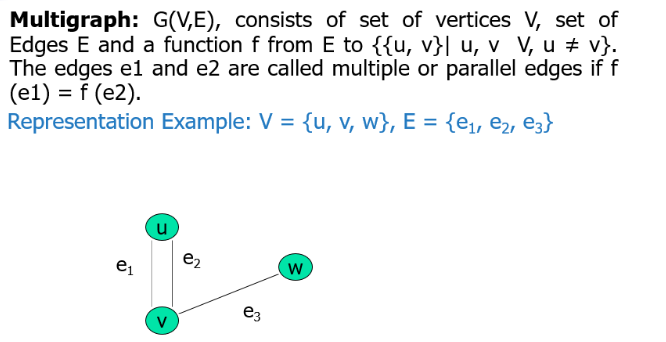 Multigraph: G(V,E), consists of set of vertices V, set of
Edges E and a function f from E to {{u, v}| u, v V, u ≠ v}.
The edges e1 and e2 are called multiple or parallel edges if f
(e1) = f (e2).
Representation Example: V = {u, v, w}, E = {e₁, e₂, e₃}
u
e₁
e₂
w
e₃
v